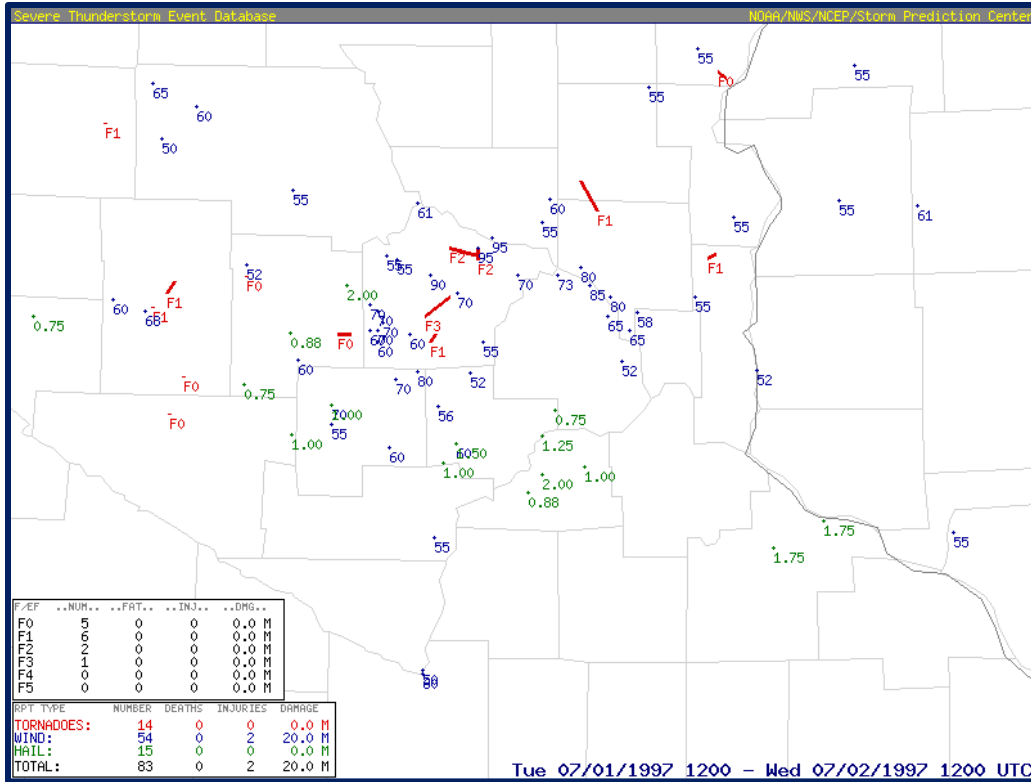 Severe Thunderstorm Event Database NOAA/NWS/NCEP/Storm Prediction Center
55
F0
55
65
55
60
F1
50
55
61
60
55
F1
55
55
61
95
F2
95
F2
55
55
F1
52
F0
90
80
70
73
85
F1
2.00
70
80
55
60
F1
0.75
70
65
58
F3
70
65
0.88
F0
60
F1
60
55
60
52
52
80
52
F0
70
0.75
F0
56
0.75
55
1.00
1.25
60
1.00
1.00
2.00
0.88
1.75
55
1.75
55
F/EF ..NUM.. ..FAT.. ..INJ.. ..DMG..
F0 5 0 0 0.0 M
F1 6 0 0 0.0 M
F2 2 0 0 0.0 M
F3 1 0 0 0.0 M
F4 0 0 0 0.0 M
F5 0 0 0 0.0 M
RPT TYPE NUMBER DEATHS INJURIES DAMAGE
TORNADOES: 14 0 0 0.0 M
WIND: 54 0 2 20.0 M
HAIL: 15 0 0 0.0 M
TOTAL: 83 0 2 20.0 M
Tue 07/01/1997 1200 - Wed 07/02/1997 1200 UTC